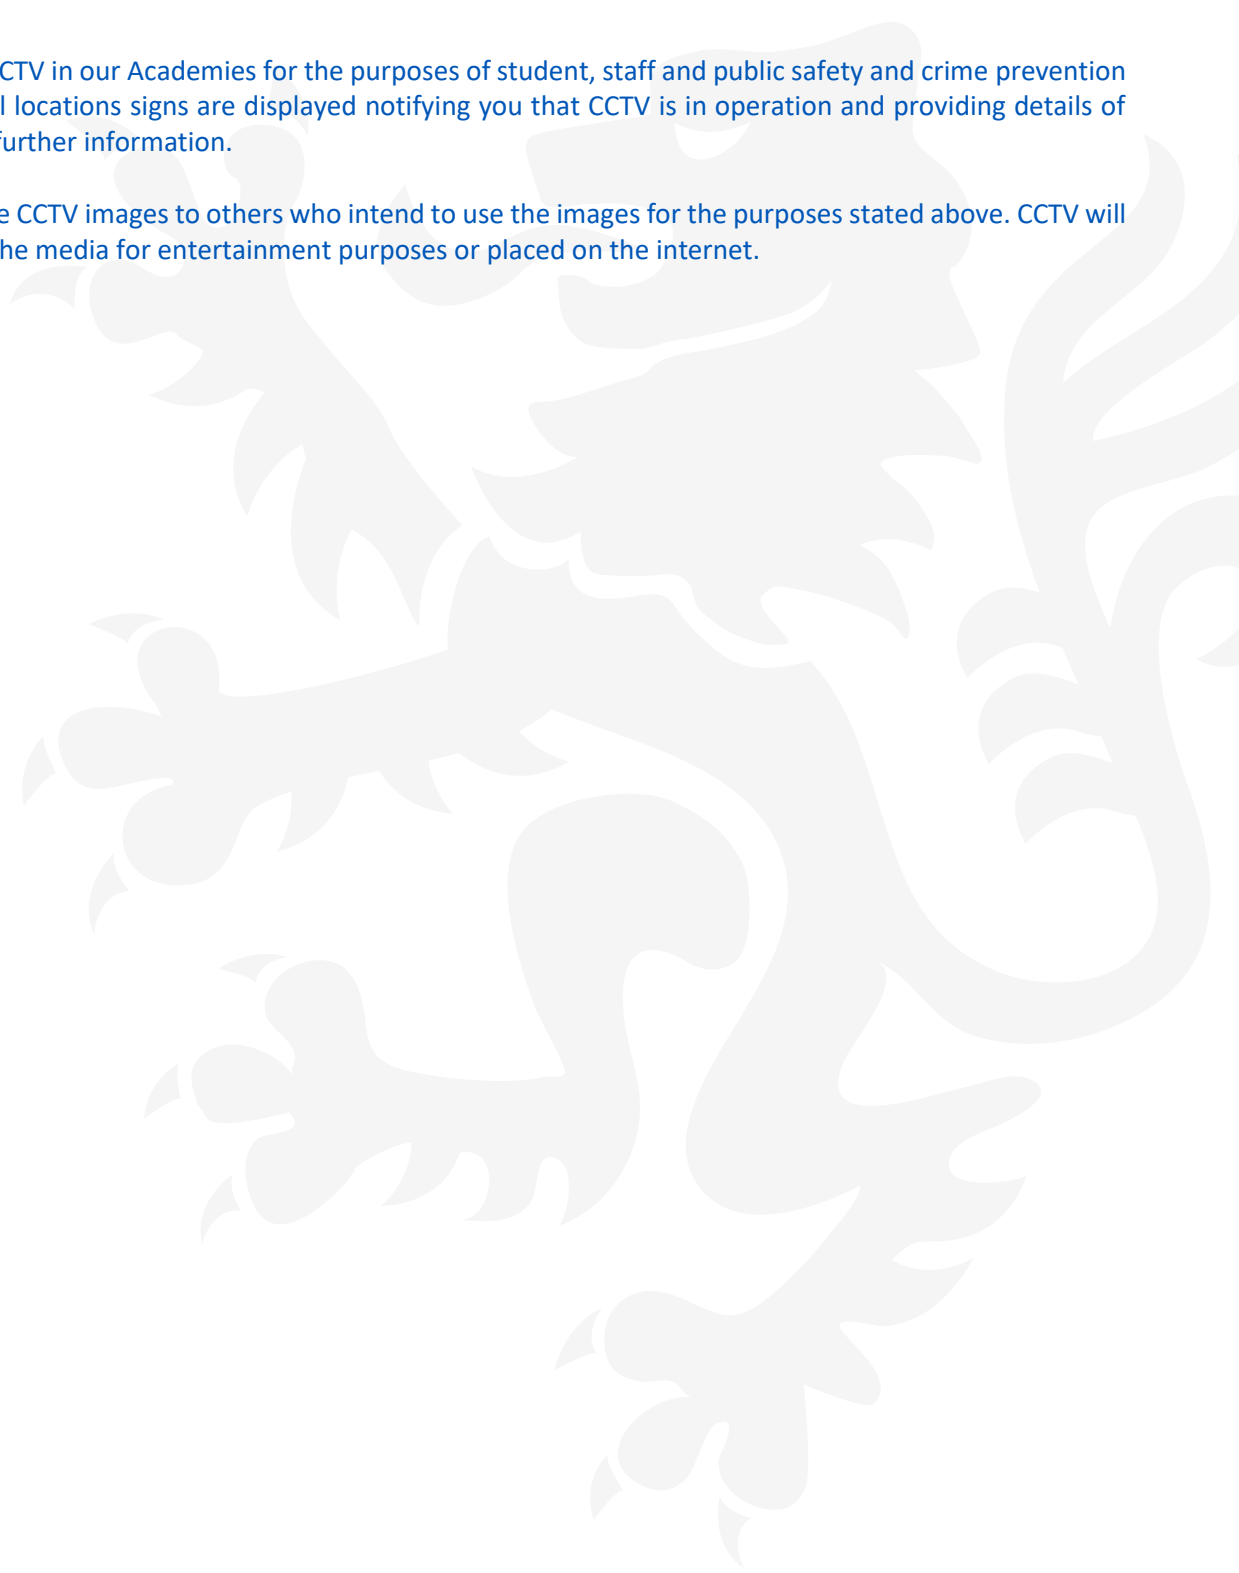 CTV in our Academies for the purposes of student, staff and public safety and crime prevention
l locations signs are displayed notifying you that CCTV is in operation and providing details of
further information.
e CCTV images to others who intend to use the images for the purposes stated above. CCTV will
he media for entertainment purposes or placed on the internet.